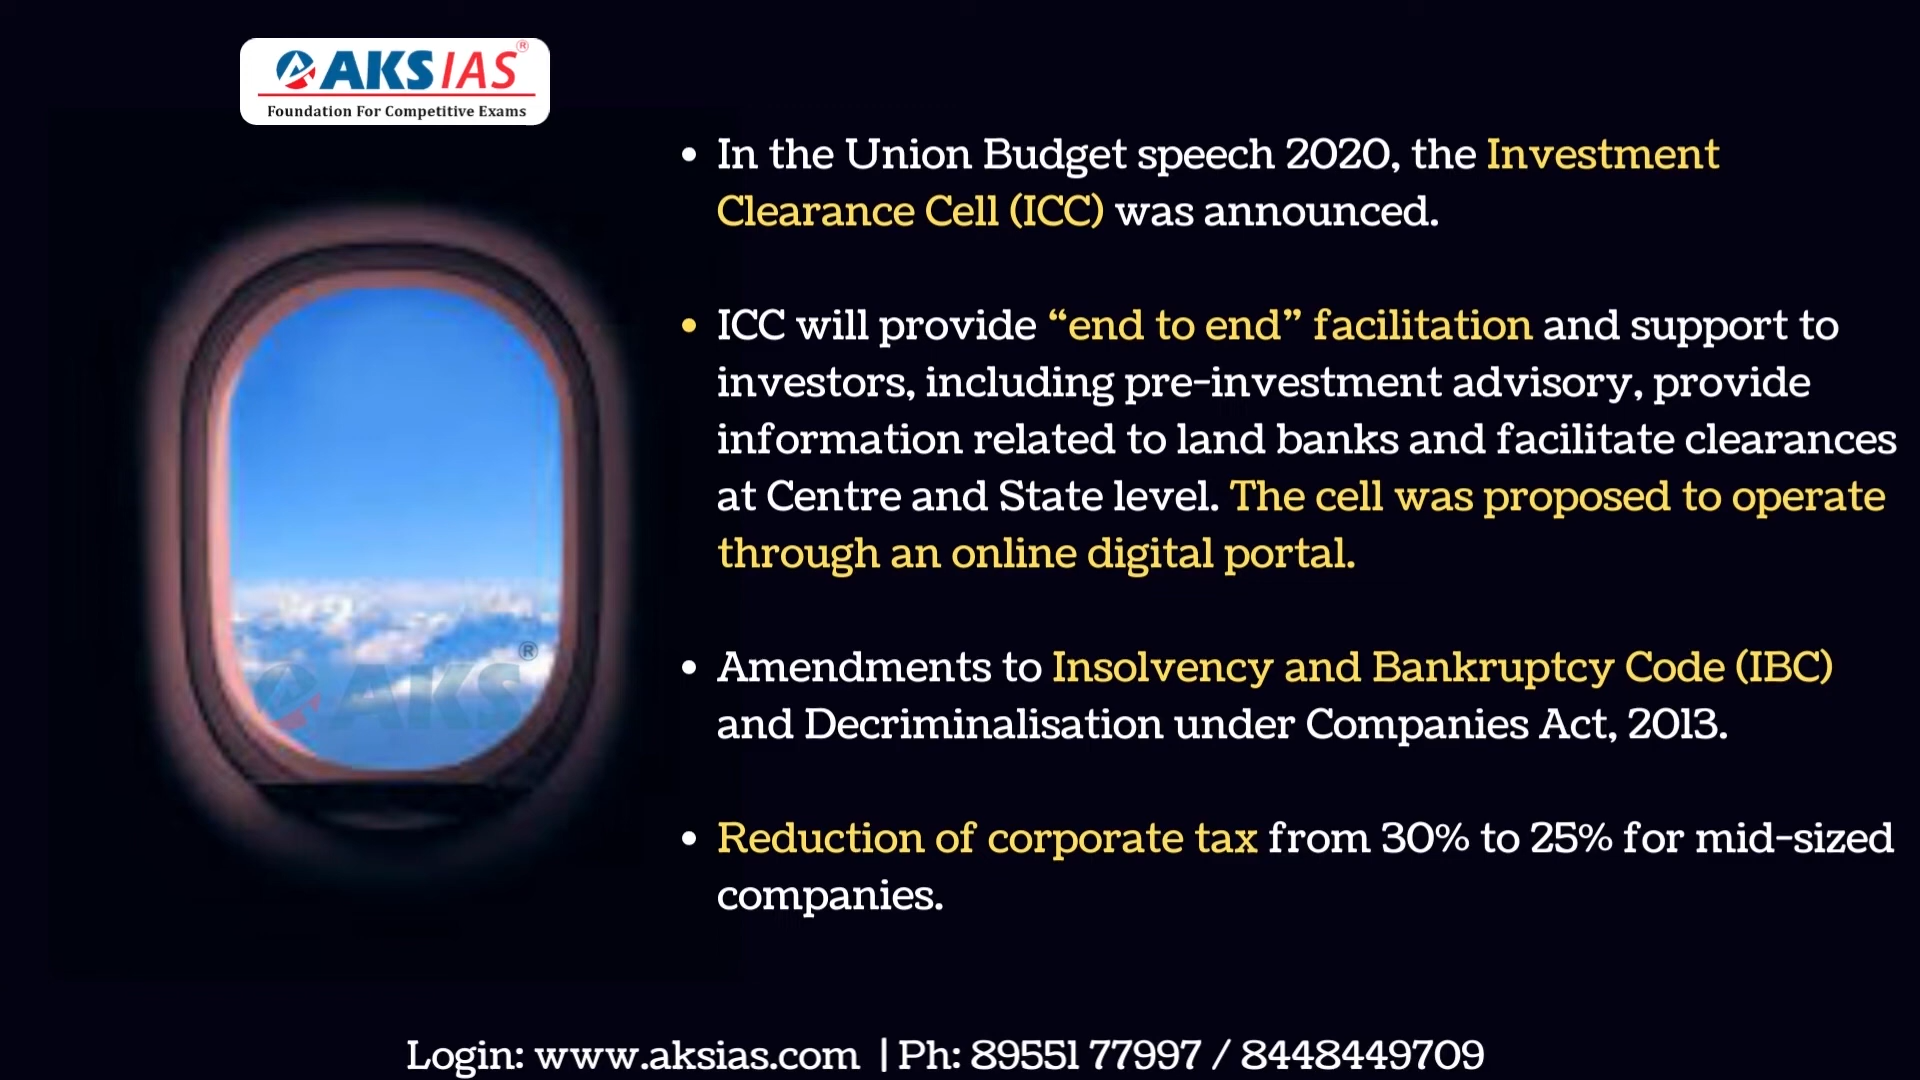 AKS IAS®
Foundation For Competitive Exams
• In the Union Budget speech 2020, the Investment
Clearance Cell (ICC) was announced.
• ICC will provide “end to end” facilitation and support to
investors, including pre-investment advisory, provide
information related to land banks and facilitate clearances
at Centre and State level. The cell was proposed to operate
through an online digital portal.
• Amendments to Insolvency and Bankruptcy Code (IBC)
and Decriminalisation under Companies Act, 2013.
• Reduction of corporate tax from 30% to 25% for mid-sized
companies.
AKS®
Login: www.aksias.com | Ph: 89551 77997 / 8448449709